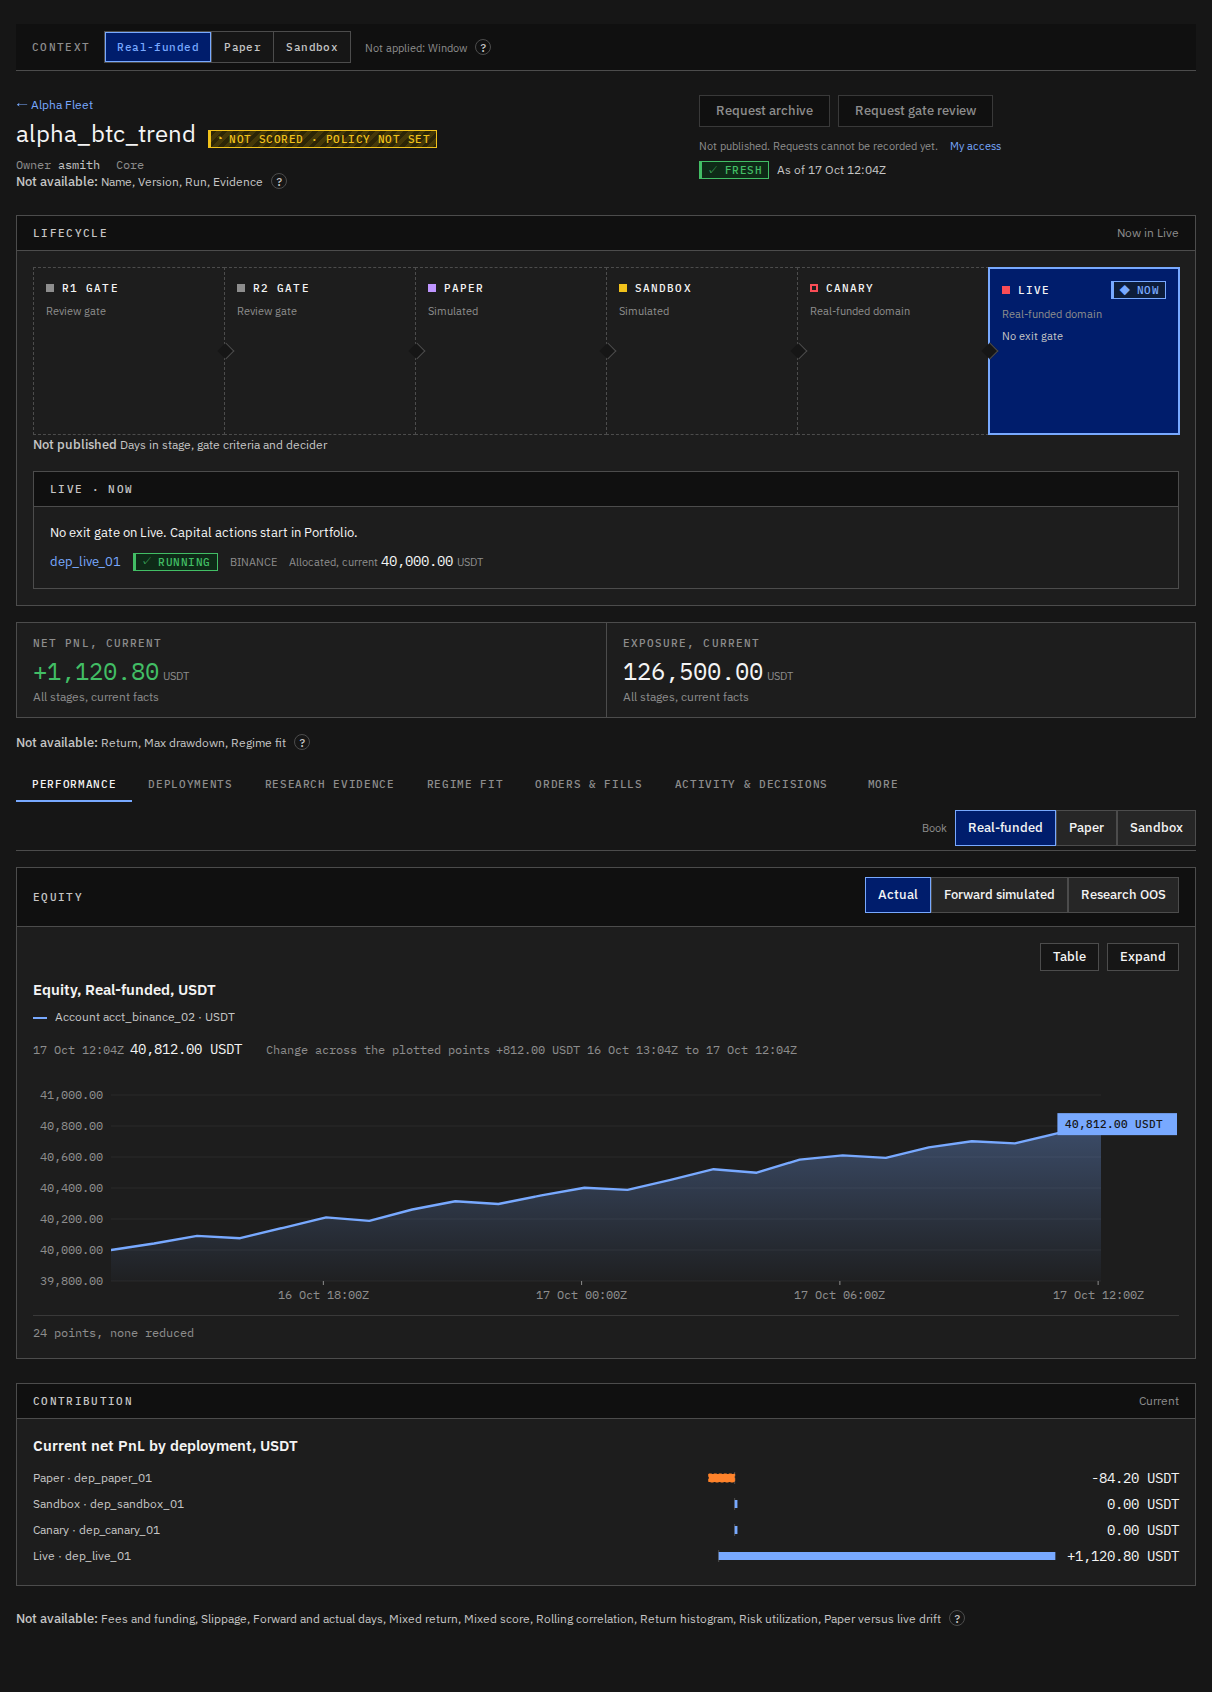 CONTEXT Real-funded Paper Sandbox Not applied: Window ?
← Alpha Fleet
alpha_btc_trend NOT SCORED · POLICY NOT SET
Owner asmith Core
Not available: Name, Version, Run, Evidence ?
Request archive Request gate review
Not published. Requests cannot be recorded yet. My access
✓ FRESH As of 17 Oct 12:04Z
LIFECYCLE Now in Live
R1 GATE
Review gate
R2 GATE
Review gate
PAPER
Simulated
SANDBOX
Simulated
CANARY
Real-funded domain
LIVE ◆ NOW
Real-funded domain
No exit gate
Not published Days in stage, gate criteria and decider
LIVE · NOW
No exit gate on Live. Capital actions start in Portfolio.
dep_live_01 ✓ RUNNING BINANCE Allocated, current 40,000.00 USDT
NET PNL, CURRENT
+1,120.80 USDT
All stages, current facts
EXPOSURE, CURRENT
126,500.00 USDT
All stages, current facts
Not available: Return, Max drawdown, Regime fit ?
PERFORMANCE DEPLOYMENTS RESEARCH EVIDENCE REGIME FIT ORDERS & FILLS ACTIVITY & DECISIONS MORE
Book Real-funded Paper Sandbox
EQUITY Actual Forward simulated Research OOS
Table Expand
Equity, Real-funded, USDT
Account acct_binance_02 · USDT
17 Oct 12:04Z 40,812.00 USDT Change across the plotted points +812.00 USDT 16 Oct 13:04Z to 17 Oct 12:04Z
41,000.00
40,800.00
40,600.00
40,400.00
40,200.00
40,000.00
39,800.00
40,812.00 USDT
16 Oct 18:00Z 17 Oct 00:00Z 17 Oct 06:00Z 17 Oct 12:00Z
24 points, none reduced
CONTRIBUTION Current
Current net PnL by deployment, USDT
Paper · dep_paper_01 -84.20 USDT
Sandbox · dep_sandbox_01 0.00 USDT
Canary · dep_canary_01 0.00 USDT
Live · dep_live_01 +1,120.80 USDT
Not available: Fees and funding, Slippage, Forward and actual days, Mixed return, Mixed score, Rolling correlation, Return histogram, Risk utilization, Paper versus live drift ?